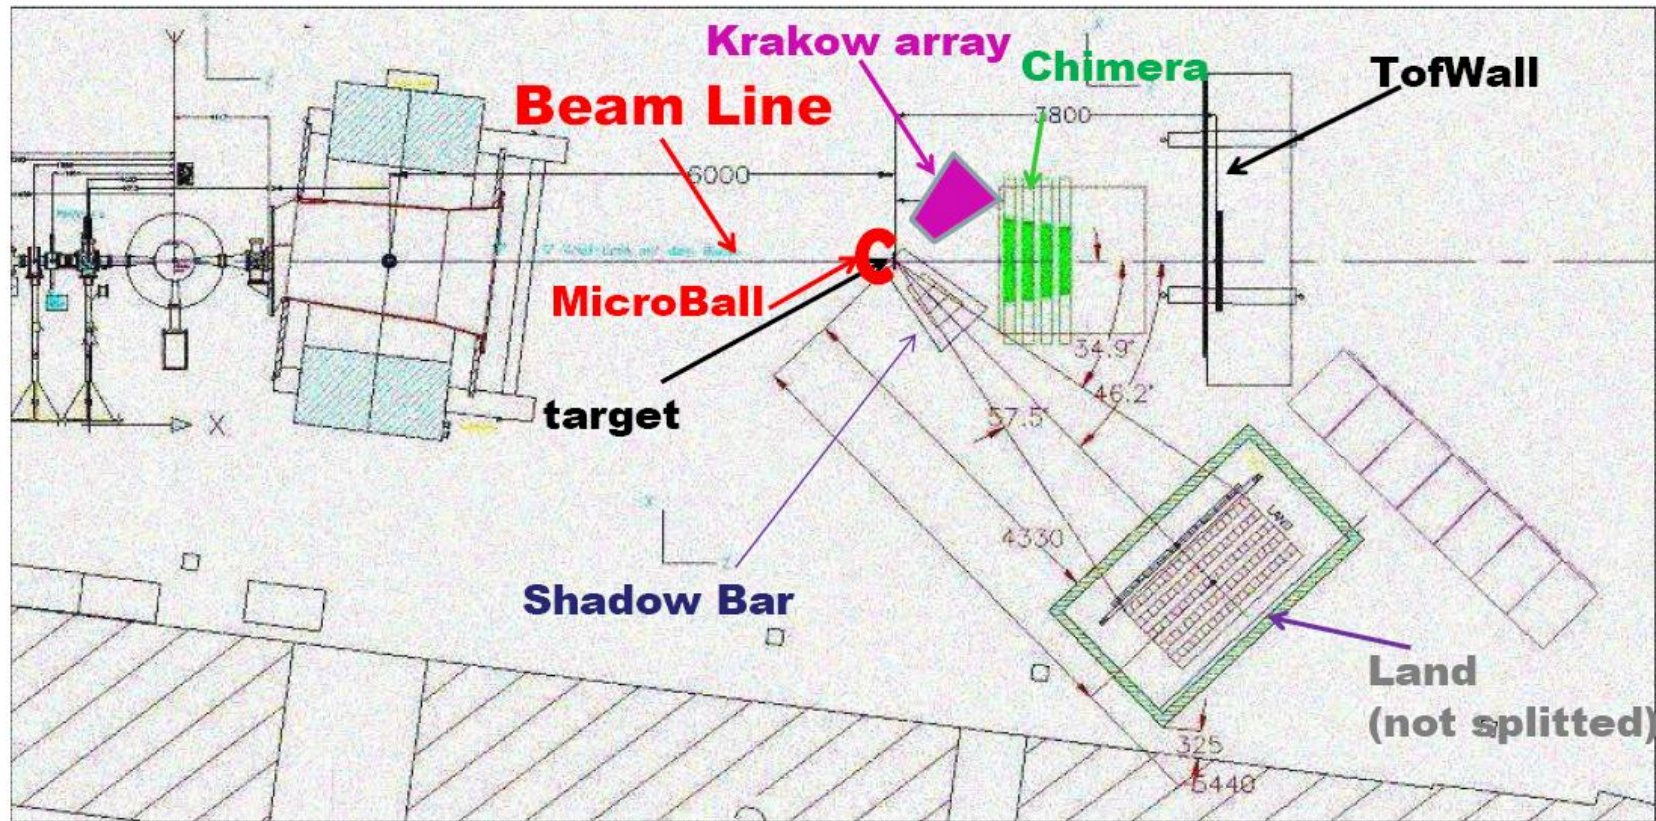 Krakow array
Chimera
TofWall
Beam Line
3800
6000
MicroBall
34.9°
46.2°
57.5°
target
X
4330
LAND
Shadow Bar
Land
(not splitted)
325
5440